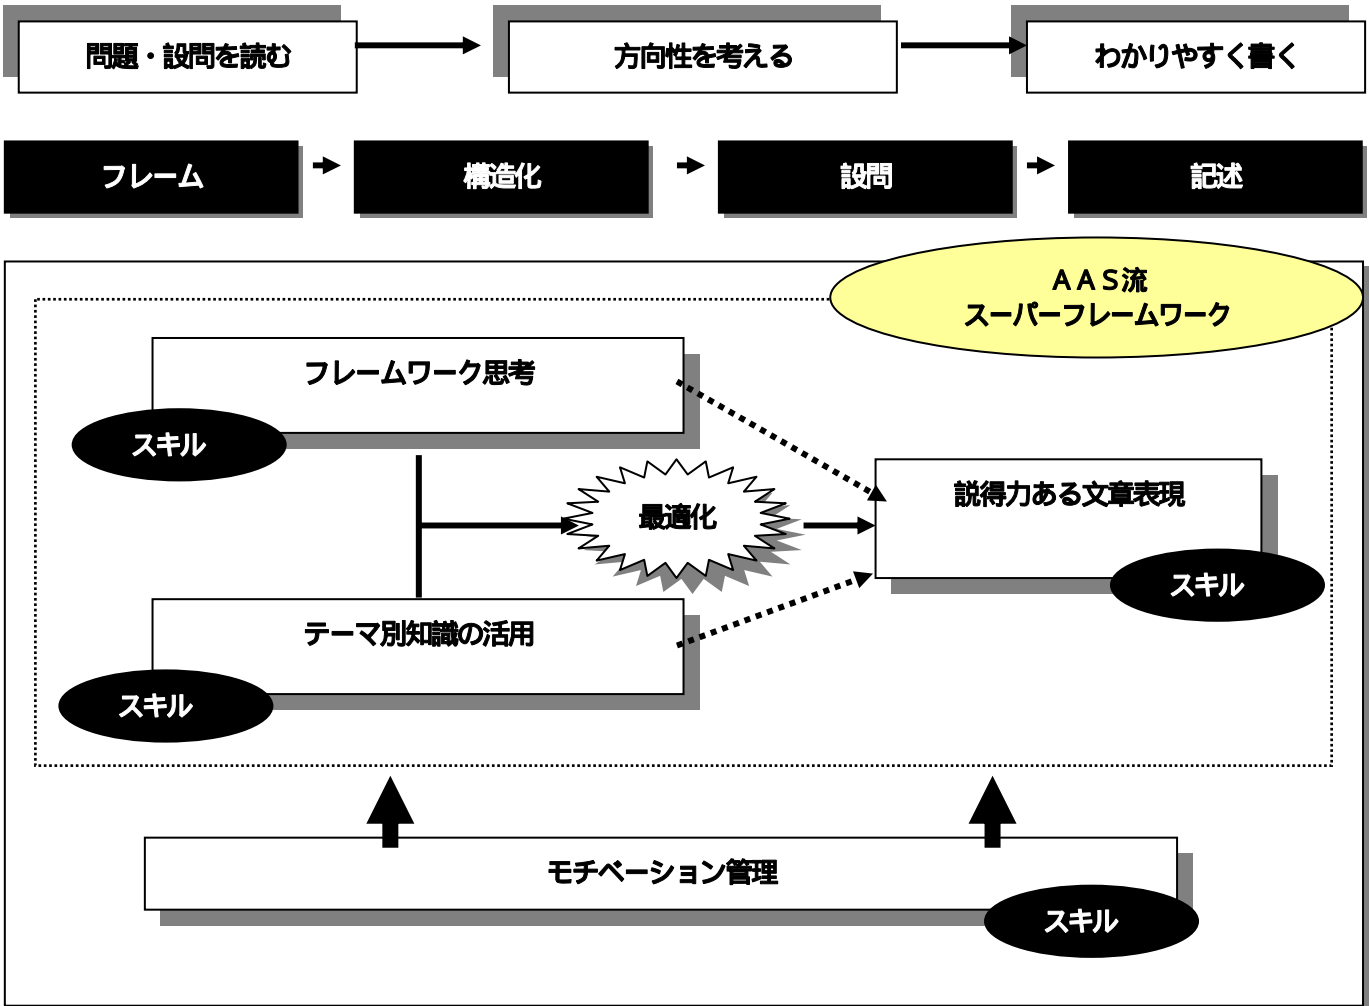 問題・設問を読む
方向性を考える
わかりやすく書く
フレーム
構造化
設問
記述
ＡＡＳ流
スーパーフレームワーク
フレームワーク思考
スキル
最適化
説得力ある文章表現
スキル
テーマ別知識の活用
スキル
モチベーション管理
スキル